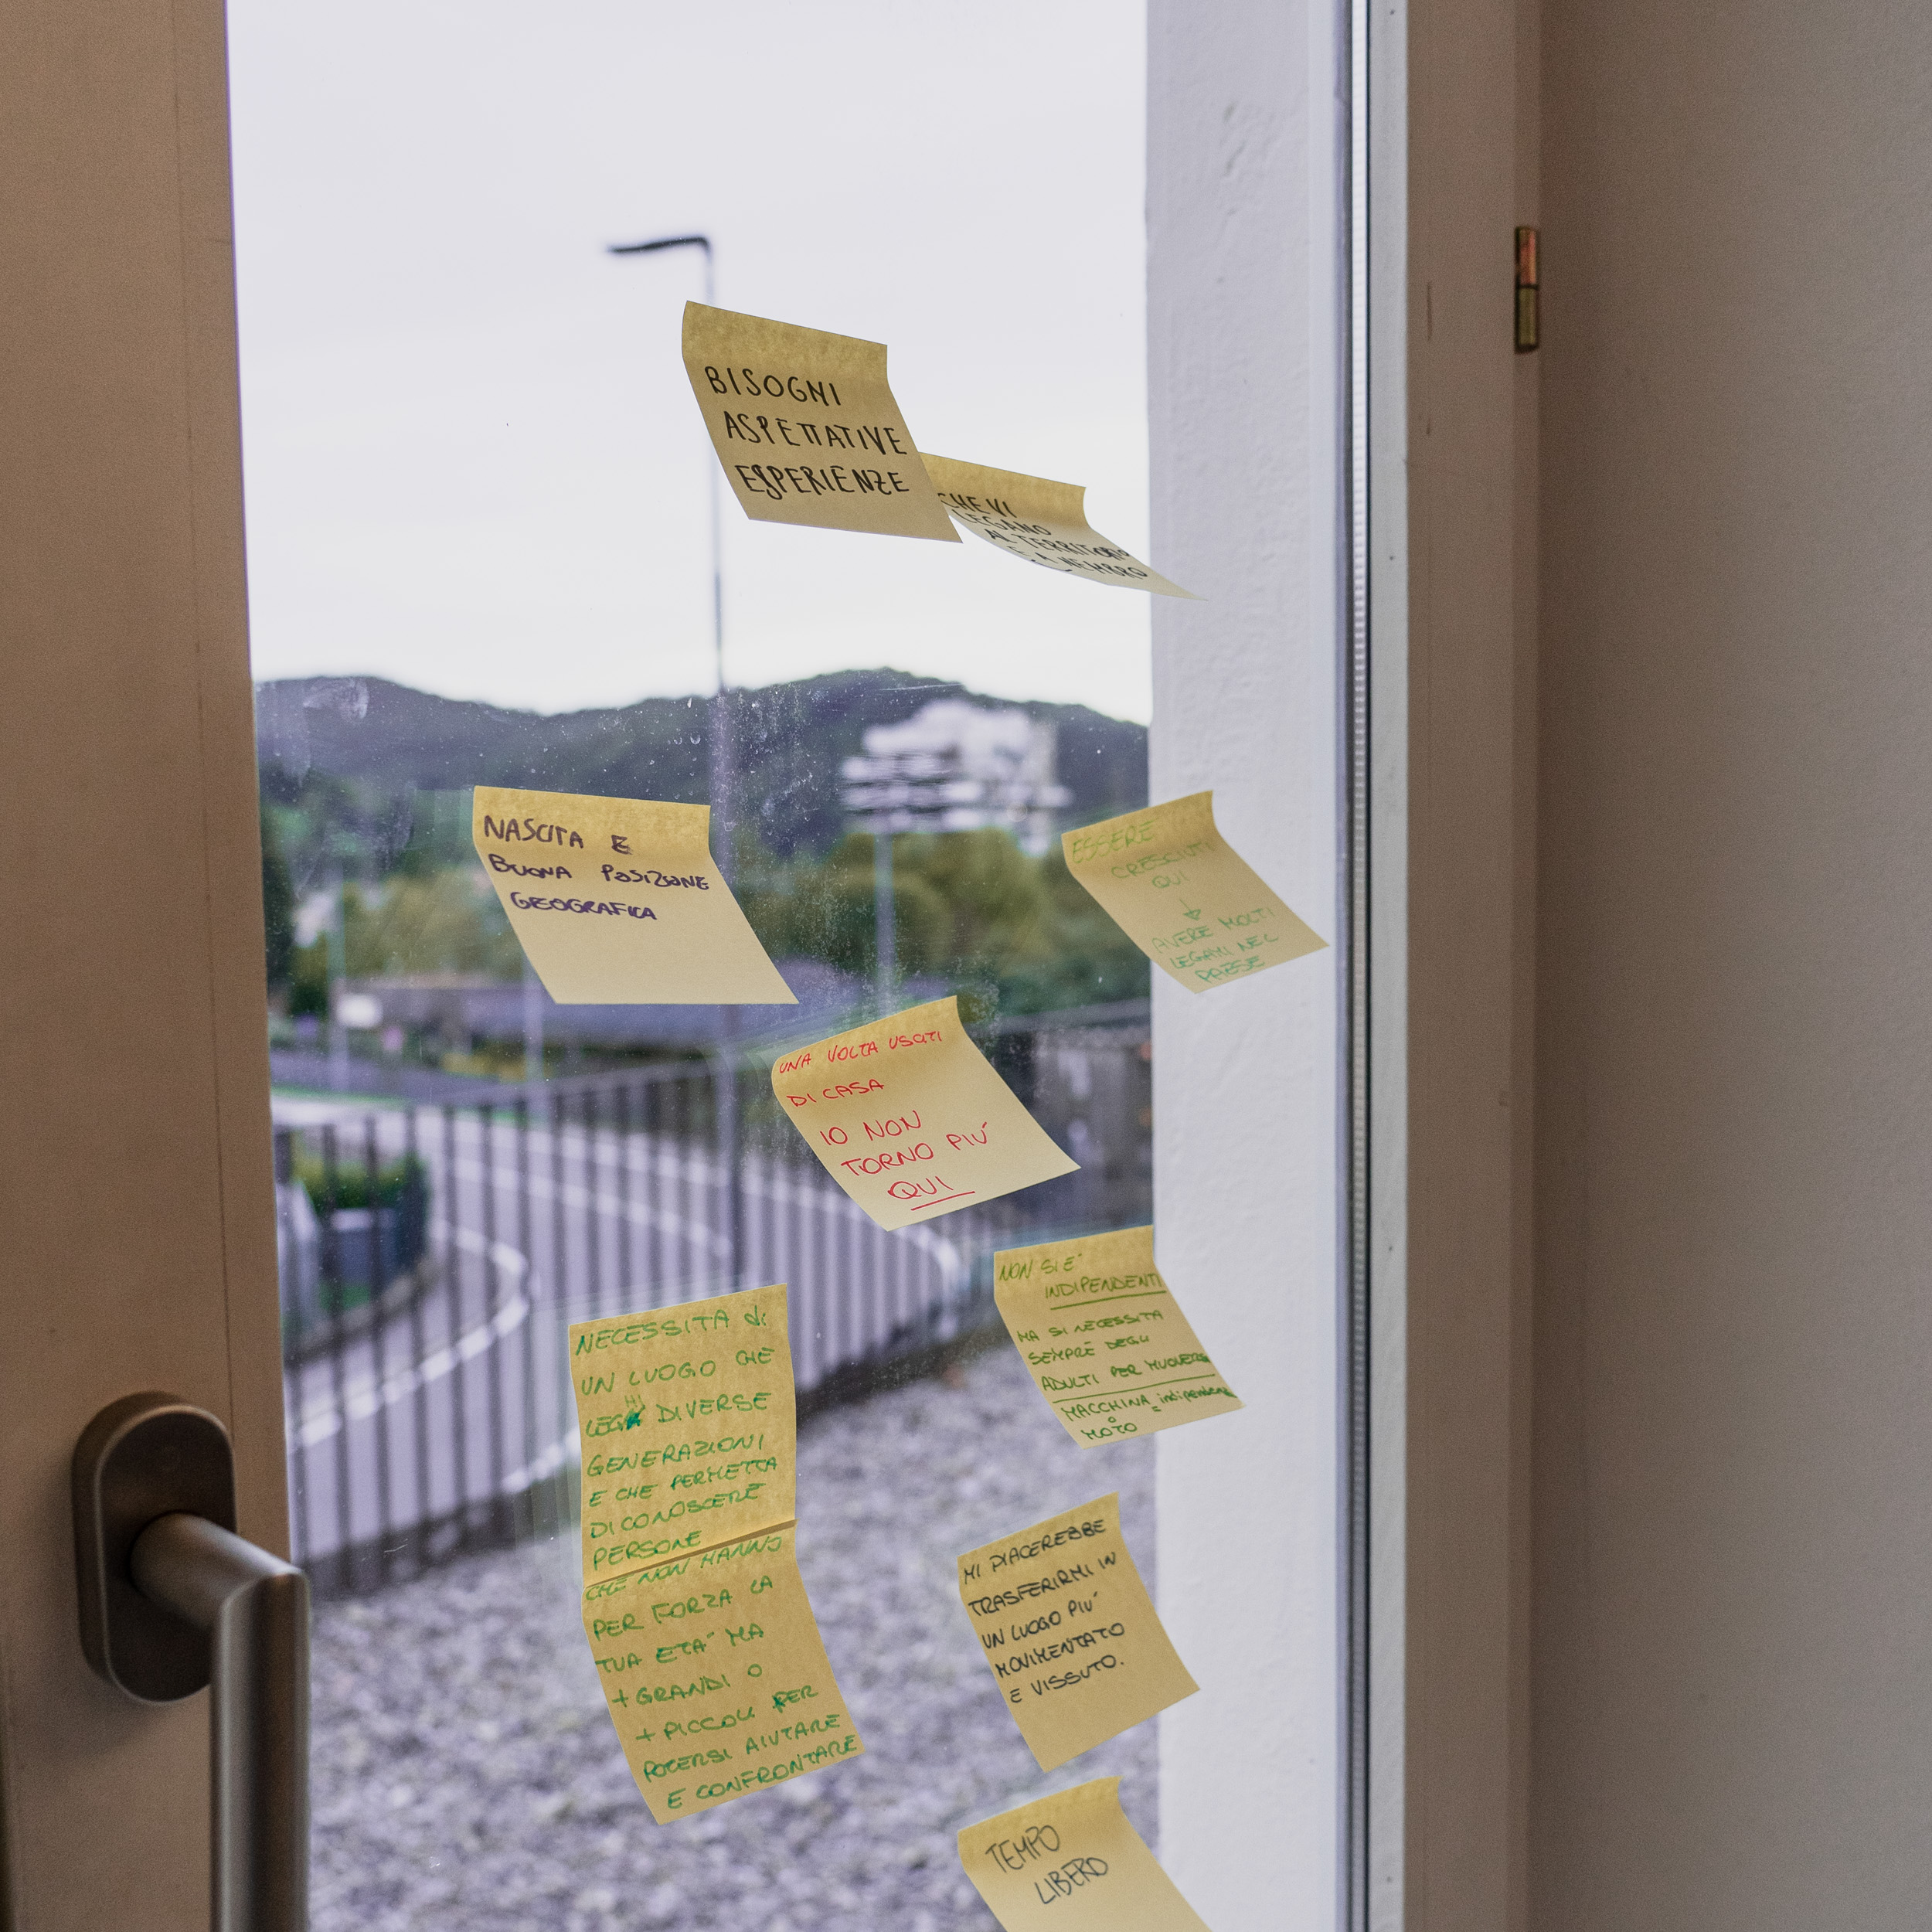 BISOGNI
ASPETTATIVE
ESPERIENZE
CHE VI
LEGANO
AL TERRITORIO
E A NEMBRO
NASCITA E
BUONA POSIZIONE
GEOGRAFICA
ESSERE
CRESCIUTI
QUI
↓
AVERE MOLTI
LEGAMI NEL
PAESE
UNA VOLTA USCITI
DI CASA
IO NON
TORNO PIU'
QUI
NON SI E'
INDIPENDENTI
MA SI NECESSITA
SEMPRE DEGLI
ADULTI PER MUOVERSI
MACCHINA = indipendenza
O
MOTO
NECESSITA di
UN LUOGO CHE
LEGHI DIVERSE
GENERAZIONI
E CHE PERMETTA
DI CONOSCERE
PERSONE
CHE NON HANNO
PER FORZA LA
TUA ETA' MA
+ GRANDI O
+ PICCOLI PER
POTERSI AIUTARE
E CONFRONTARE
MI PIACEREBBE
TRASFERIRMI IN
UN LUOGO PIU'
MOVIMENTATO
E VISSUTO.
TEMPO
LIBERO